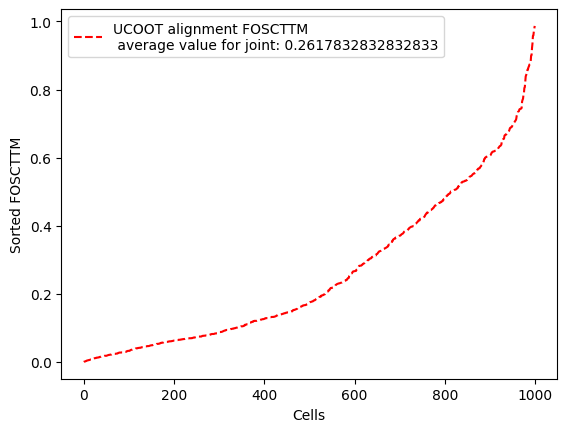 UCOOT alignment FOSCTTM
average value for joint: 0.2617832832832833
1.0
0.8
0.6
0.4
0.2
0.0
Sorted FOSCTTM
0 200 400 600 800 1000
Cells